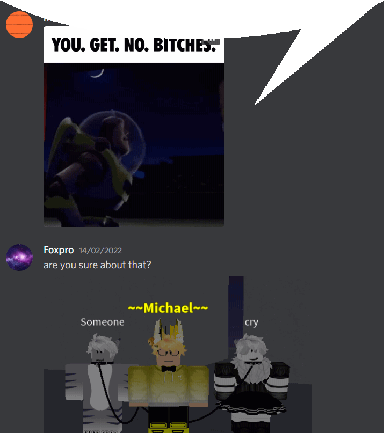 YOU. GET. NO. BITCHES.
Foxpro 14/02/2022
are you sure about that?
~~Michael~~
Someone
cry